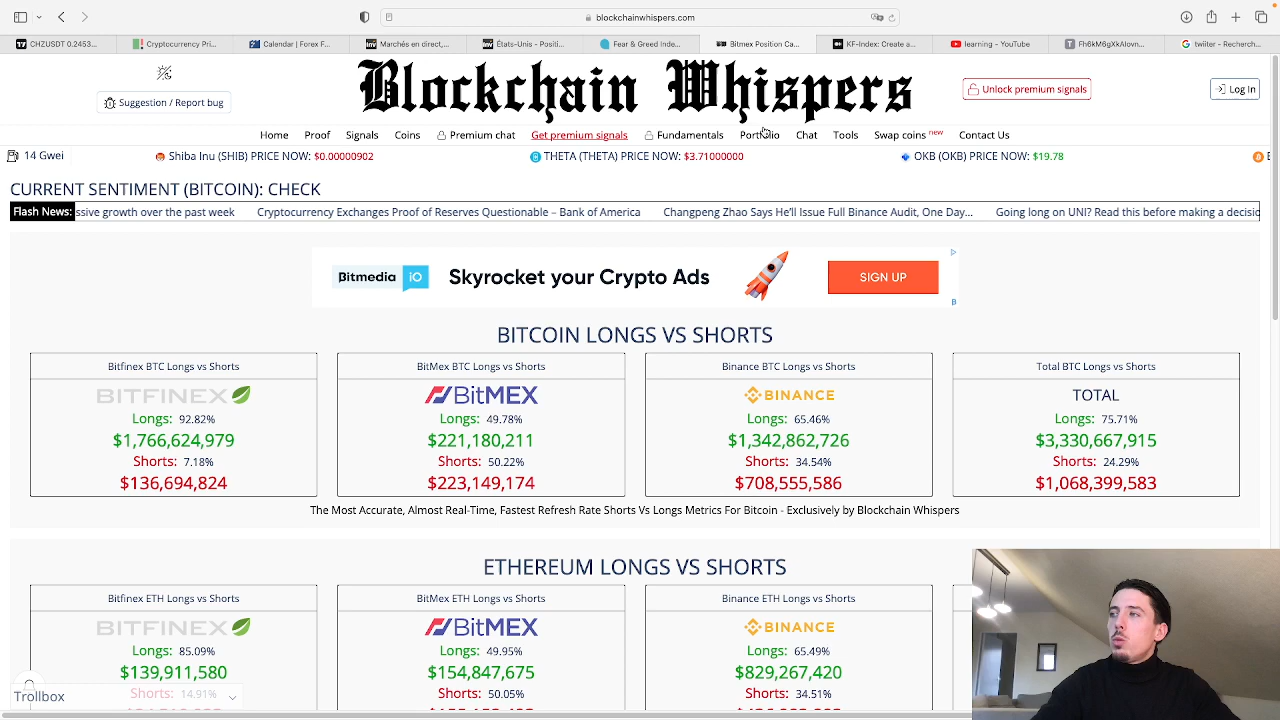 blockchainwhispers.com
CHZUSDT 0.2453...
Cryptocurrency Pri...
Calendar | Forex F...
Marchés en direct,...
États-Unis - Positi...
Fear & Greed Inde...
Bitmex Position Ca...
KF-Index: Create a...
learning - YouTube
Fh6kM6gXkAIovn...
twiiter - Recherch...
Suggestion / Report bug
Blockchain Whispers
Unlock premium signals
Log In
Home Proof Signals Coins Premium chat Get premium signals Fundamentals Portfolio Chat Tools Swap coins new Contact Us
14 Gwei
Shiba Inu (SHIB) PRICE NOW: $0.00000902
THETA (THETA) PRICE NOW: $3.71000000
OKB (OKB) PRICE NOW: $19.78
CURRENT SENTIMENT (BITCOIN): CHECK
Flash News: ssive growth over the past week Cryptocurrency Exchanges Proof of Reserves Questionable – Bank of America Changpeng Zhao Says He'll Issue Full Binance Audit, One Day... Going long on UNI? Read this before making a decisio
Bitmedia iO
Skyrocket your Crypto Ads
SIGN UP
BITCOIN LONGS VS SHORTS
Bitfinex BTC Longs vs Shorts
BITFINEX
Longs: 92.82%
$1,766,624,979
Shorts: 7.18%
$136,694,824
BitMex BTC Longs vs Shorts
BitMEX
Longs: 49.78%
$221,180,211
Shorts: 50.22%
$223,149,174
Binance BTC Longs vs Shorts
BINANCE
Longs: 65.46%
$1,342,862,726
Shorts: 34.54%
$708,555,586
Total BTC Longs vs Shorts
TOTAL
Longs: 75.71%
$3,330,667,915
Shorts: 24.29%
$1,068,399,583
The Most Accurate, Almost Real-Time, Fastest Refresh Rate Shorts Vs Longs Metrics For Bitcoin - Exclusively by Blockchain Whispers
ETHEREUM LONGS VS SHORTS
Bitfinex ETH Longs vs Shorts
BITFINEX
Longs: 85.09%
$139,911,580
Shorts: 14.91%
BitMex ETH Longs vs Shorts
BitMEX
Longs: 49.95%
$154,847,675
Shorts: 50.05%
Binance ETH Longs vs Shorts
BINANCE
Longs: 65.49%
$829,267,420
Shorts: 34.51%
Trollbox